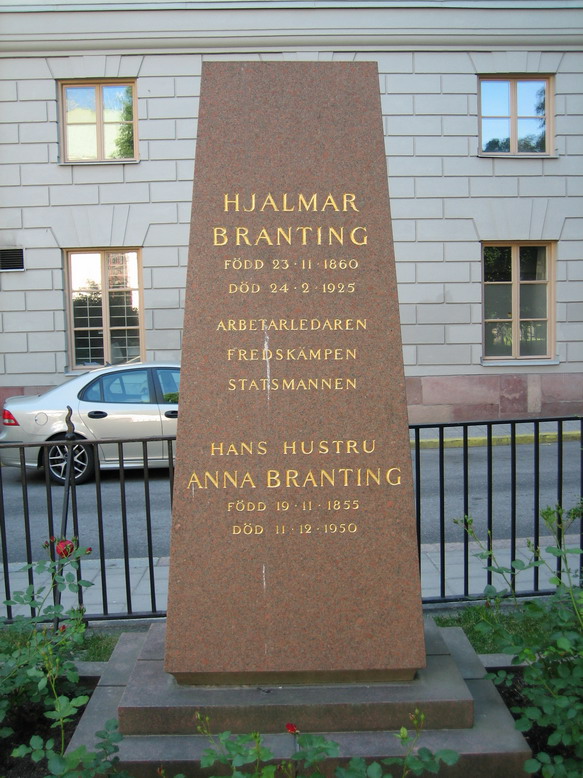 HJALMAR
BRANTING
FÖDD 23·11·1860
DÖD 24·2·1925
ARBETARLEDAREN
FREDSKÄMPEN
STATSMANNEN
HANS HUSTRU
ANNA BRANTING
FÖDD 19·11·1855
DÖD 11·12·1950